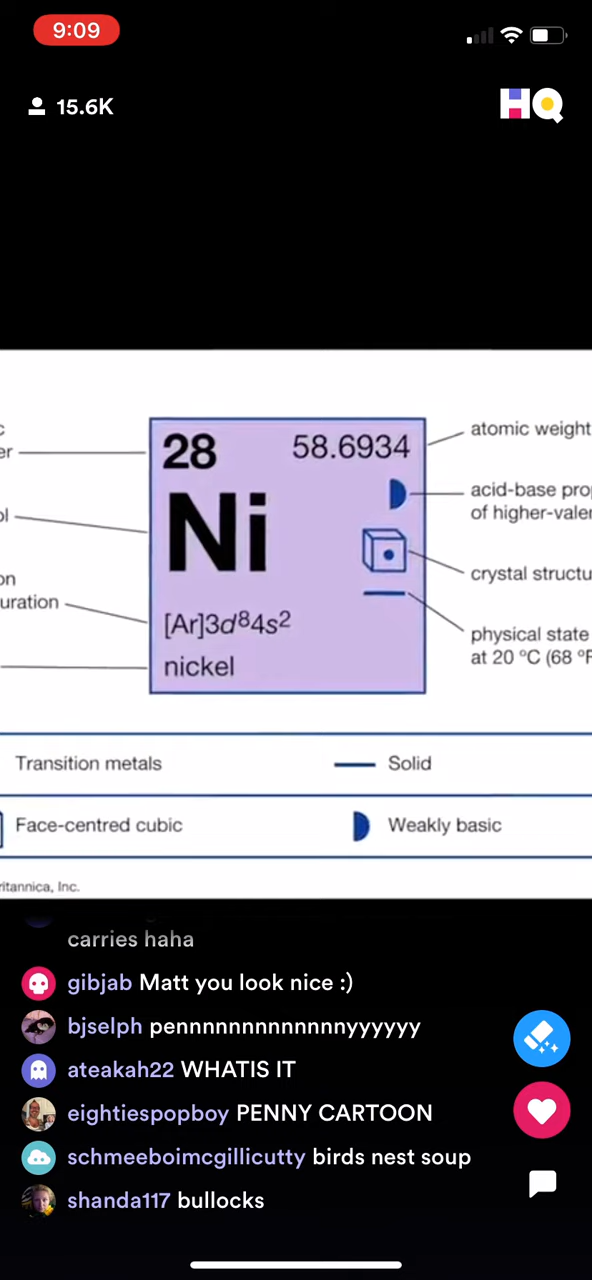 9:09
15.6K
HQ
28 58.6934
Ni
[Ar]3d⁸4s²
nickel
atomic weight
acid-base pro
of higher-vale
crystal structu
physical state
at 20 °C (68 °F
Transition metals
Solid
Face-centred cubic
Weakly basic
ritannica, Inc.
carries haha
gibjab Matt you look nice :)
bjselph pennnnnnnnnnnnnyyyyyy
ateakah22 WHATIS IT
eightiespopboy PENNY CARTOON
schmeeboimcgillicutty birds nest soup
shanda117 bullocks